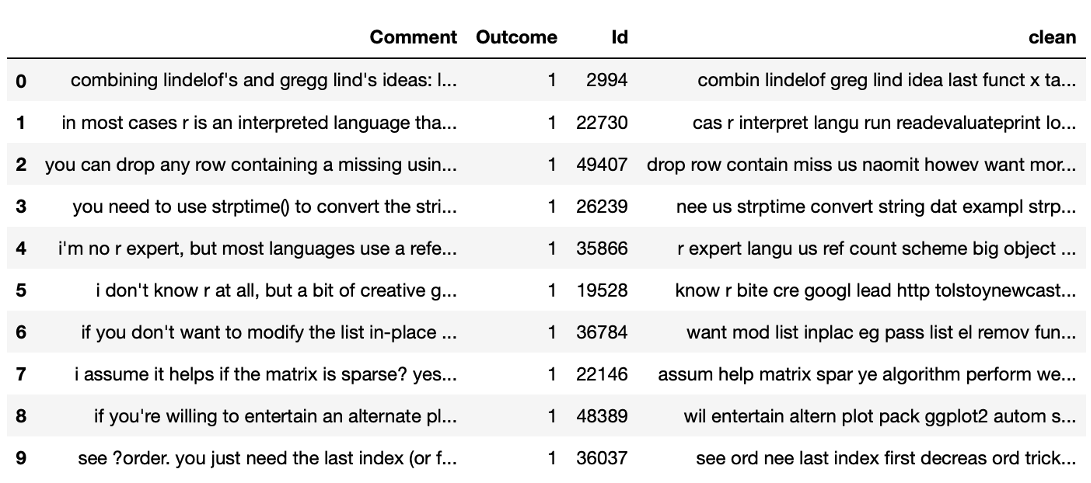 Comment Outcome Id clean
0 combining lindelof's and gregg lind's ideas: l... 1 2994 combin lindelof greg lind idea last funct x ta...
1 in most cases r is an interpreted language tha... 1 22730 cas r interpret langu run readevaluateprint lo...
2 you can drop any row containing a missing usin... 1 49407 drop row contain miss us naomit howev want mor...
3 you need to use strptime() to convert the stri... 1 26239 nee us strptime convert string dat exampl strp...
4 i'm no r expert, but most languages use a refe... 1 35866 r expert langu us ref count scheme big object ...
5 i don't know r at all, but a bit of creative g... 1 19528 know r bite cre googl lead http tolstoynewcast...
6 if you don't want to modify the list in-place ... 1 36784 want mod list inplac eg pass list el remov fun...
7 i assume it helps if the matrix is sparse? yes... 1 22146 assum help matrix spar ye algorithm perform we...
8 if you're willing to entertain an alternate pl... 1 48389 wil entertain altern plot pack ggplot2 autom s...
9 see ?order. you just need the last index (or f... 1 36037 see ord nee last index first decreas ord trick...